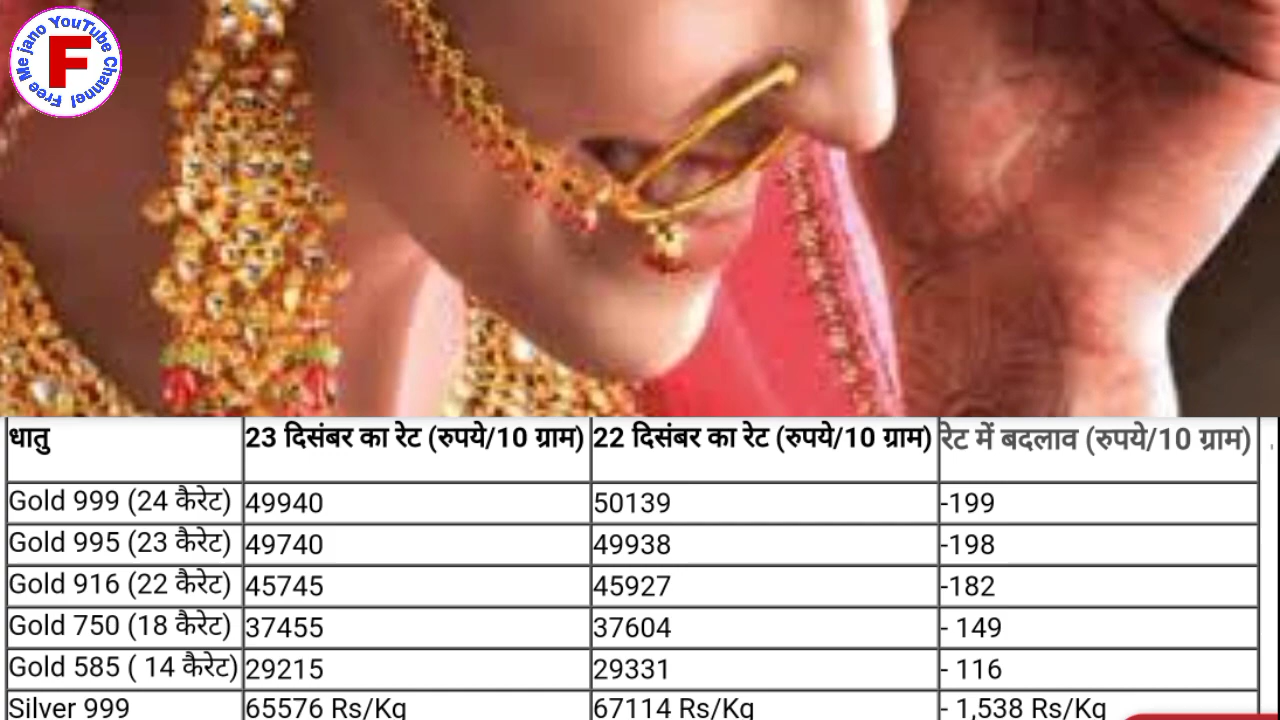 Free Me jano YouTube Channel
F
धातु 23 दिसंबर का रेट (रुपये/10 ग्राम) 22 दिसंबर का रेट (रुपये/10 ग्राम) रेट में बदलाव (रुपये/10 ग्राम)
Gold 999 (24 कैरेट) 49940 50139 -199
Gold 995 (23 कैरेट) 49740 49938 -198
Gold 916 (22 कैरेट) 45745 45927 -182
Gold 750 (18 कैरेट) 37455 37604 - 149
Gold 585 ( 14 कैरेट) 29215 29331 - 116
Silver 999 65576 Rs/Kg 67114 Rs/Kg - 1,538 Rs/Kg